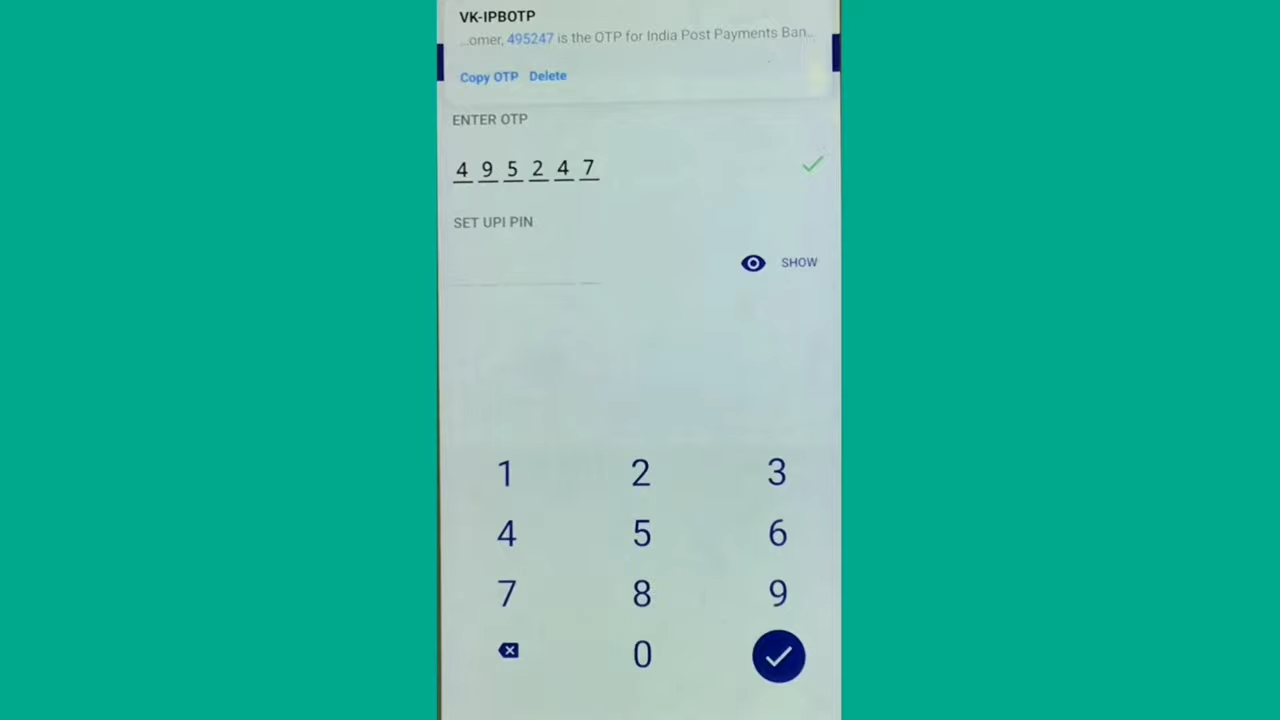 VK-IPBOTP
...omer, 495247 is the OTP for India Post Payments Ban...
Copy OTP Delete
ENTER OTP
4 9 5 2 4 7
SET UPI PIN
SHOW
1 2 3
4 5 6
7 8 9
0